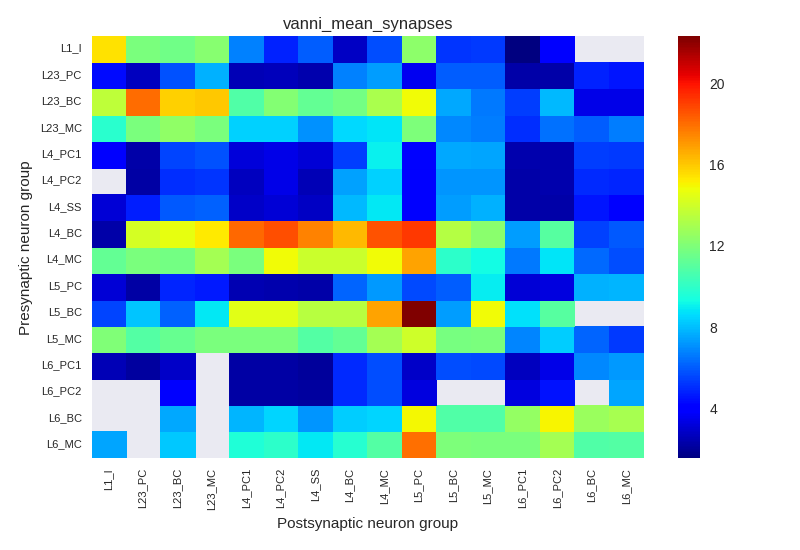 vanni_mean_synapses
Presynaptic neuron group
L1_I
L23_PC
L23_BC
L23_MC
L4_PC1
L4_PC2
L4_SS
L4_BC
L4_MC
L5_PC
L5_BC
L5_MC
L6_PC1
L6_PC2
L6_BC
L6_MC
L1_I
L23_PC
L23_BC
L23_MC
L4_PC1
L4_PC2
L4_SS
L4_BC
L4_MC
L5_PC
L5_BC
L5_MC
L6_PC1
L6_PC2
L6_BC
L6_MC
Postsynaptic neuron group
20
16
12
8
4